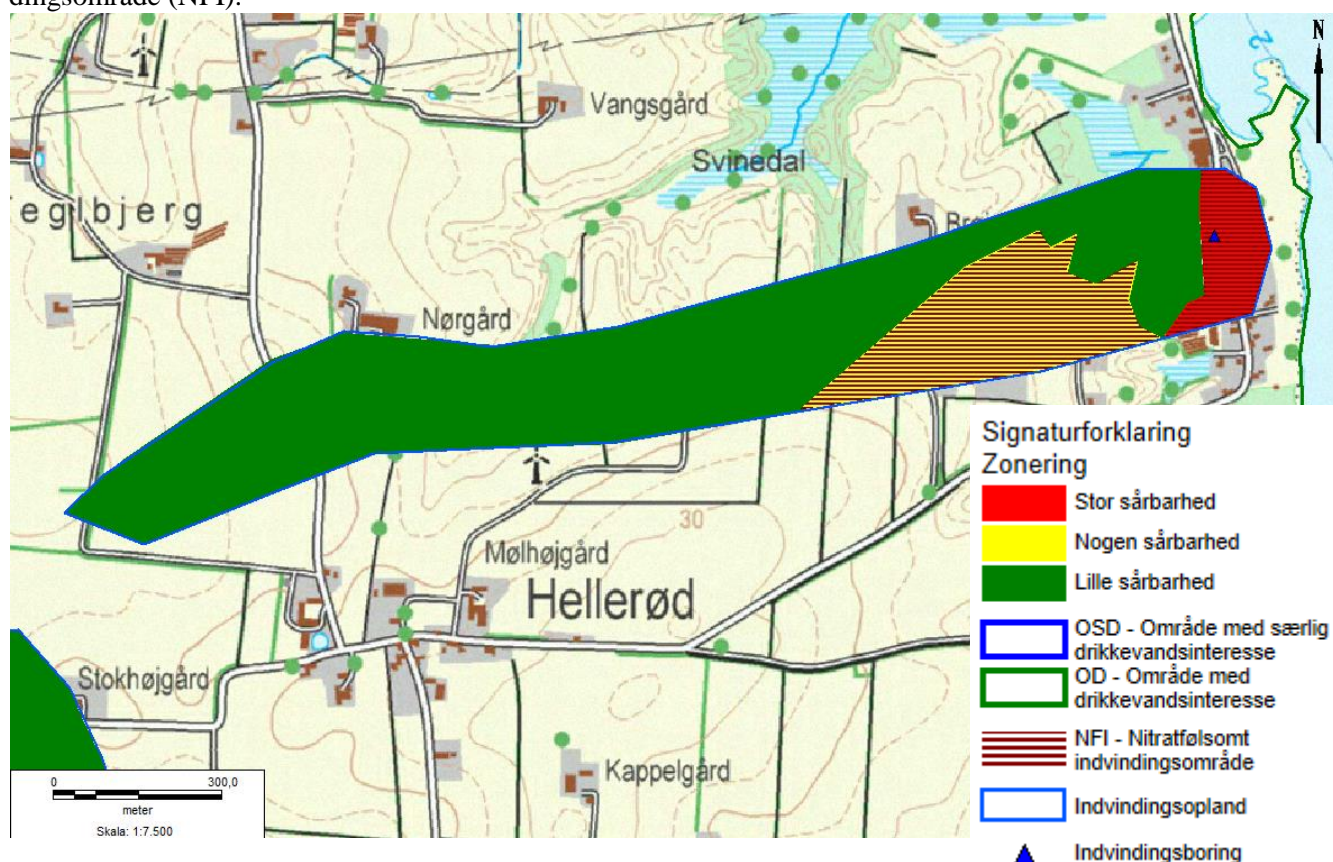 dingsområde (NFI).
N
Vangsgård
Svinedal
Nørgård
30
Mølhøjgård
Hellerød
Stokhøjgård
Kappelgård
0 300,0
meter
Skala: 1:7.500
Signaturforklaring
Zonering
Stor sårbarhed
Nogen sårbarhed
Lille sårbarhed
OSD - Område med særlig
drikkevandsinteresse
OD - Område med
drikkevandsinteresse
NFI - Nitratfølsomt
indvindingsområde
Indvindingsopland
Indvindingsboring